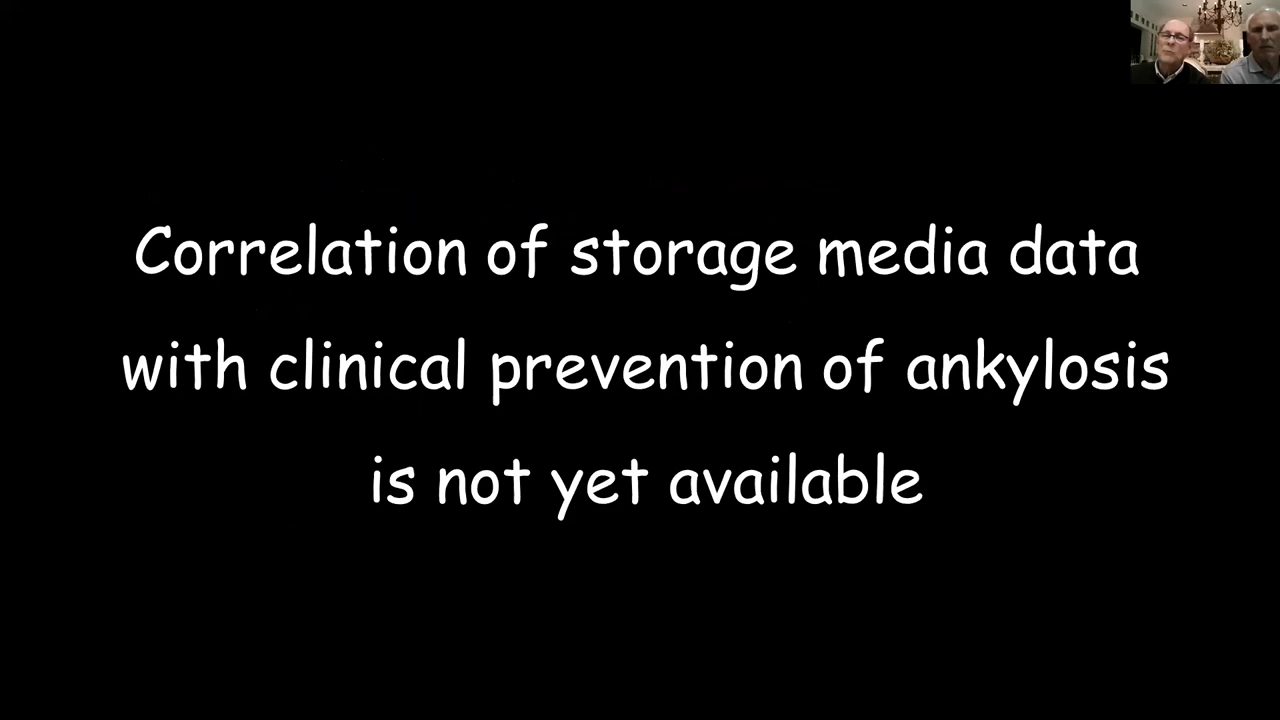 Correlation of storage media data
with clinical prevention of ankylosis
is not yet available